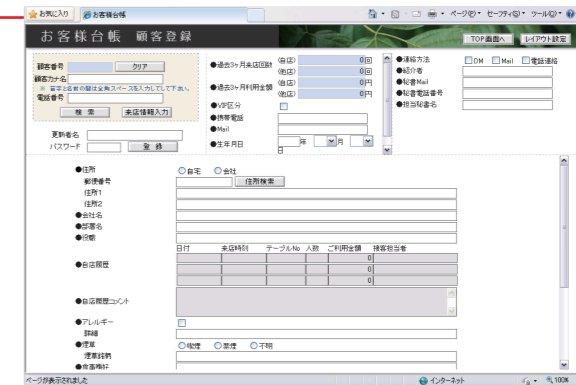 お気に入り
お客様台帳
ページ(P)
セーフティ(S)
ツール(O)
お客様台帳 顧客登録
TOP画面へ
レイアウト設定
顧客番号
クリア
顧客カナ名
※ 苗字と名前の間は全角スペースを入力してして下さい。
電話番号
検 索
来店情報入力
更新者名
パスワード
登 録
●過去3ヶ月来店回数
(自店)
0回
(他店)
0回
●過去3ヶ月利用金額
(自店)
0円
(他店)
0円
●VIP区分
●携帯電話
●Mail
●生年月日
年
月
日
●連絡方法
DM
Mail
電話連絡
●紹介者
●秘書Mail
●秘書電話番号
●担当秘書名
●住所
自宅
会社
郵便番号
住所検索
住所1
住所2
●会社名
●部署名
●役職
日付
来店時刻
テーブルNo
人数
ご利用金額
接客担当者
●自店履歴
0
0
0
●自店履歴コメント
●アレルギー
詳細
●煙草
喫煙
禁煙
不明
煙草銘柄
●食事嗜好
ページが表示されました
インターネット
100%